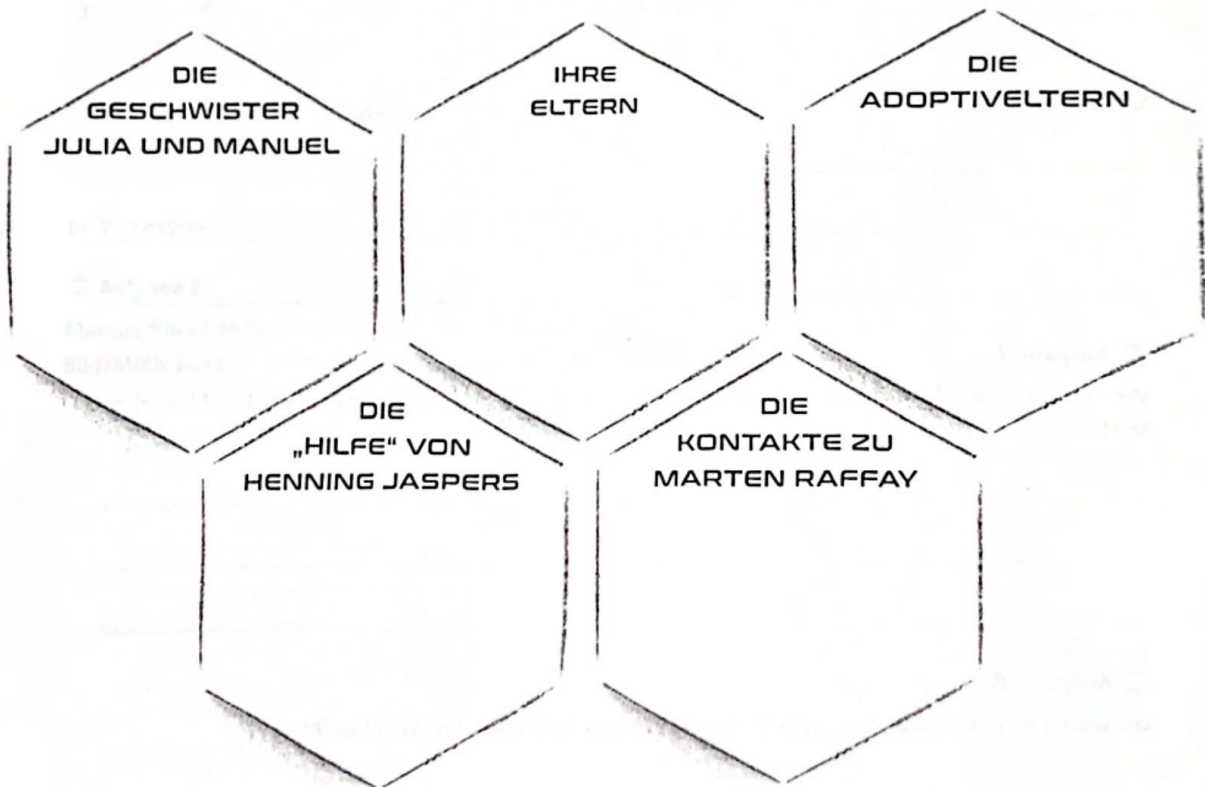 DIE
GESCHWISTER
JULIA UND MANUEL
IHRE
ELTERN
DIE
ADOPTIVELTERN
DIE
„HILFE“ VON
HENNING JASPERS
DIE
KONTAKTE ZU
MARTEN RAFFAY